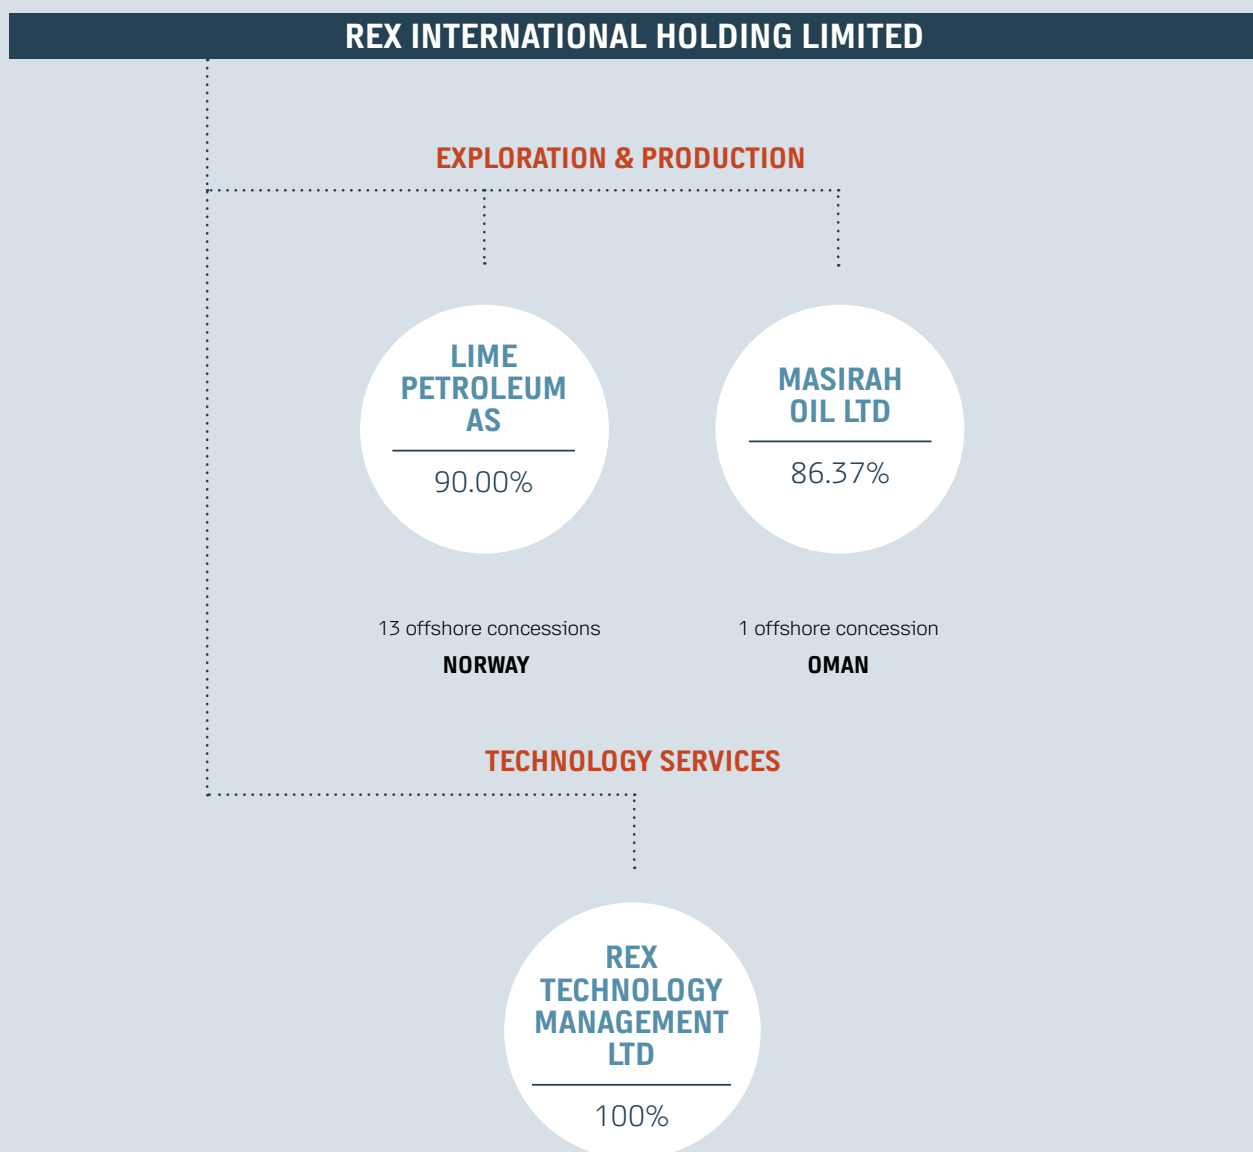 REX INTERNATIONAL HOLDING LIMITED
EXPLORATION & PRODUCTION
LIME
PETROLEUM
AS
90.00%
13 offshore concessions
NORWAY
MASIRAH
OIL LTD
86.37%
1 offshore concession
OMAN
TECHNOLOGY SERVICES
REX
TECHNOLOGY
MANAGEMENT
LTD
100%